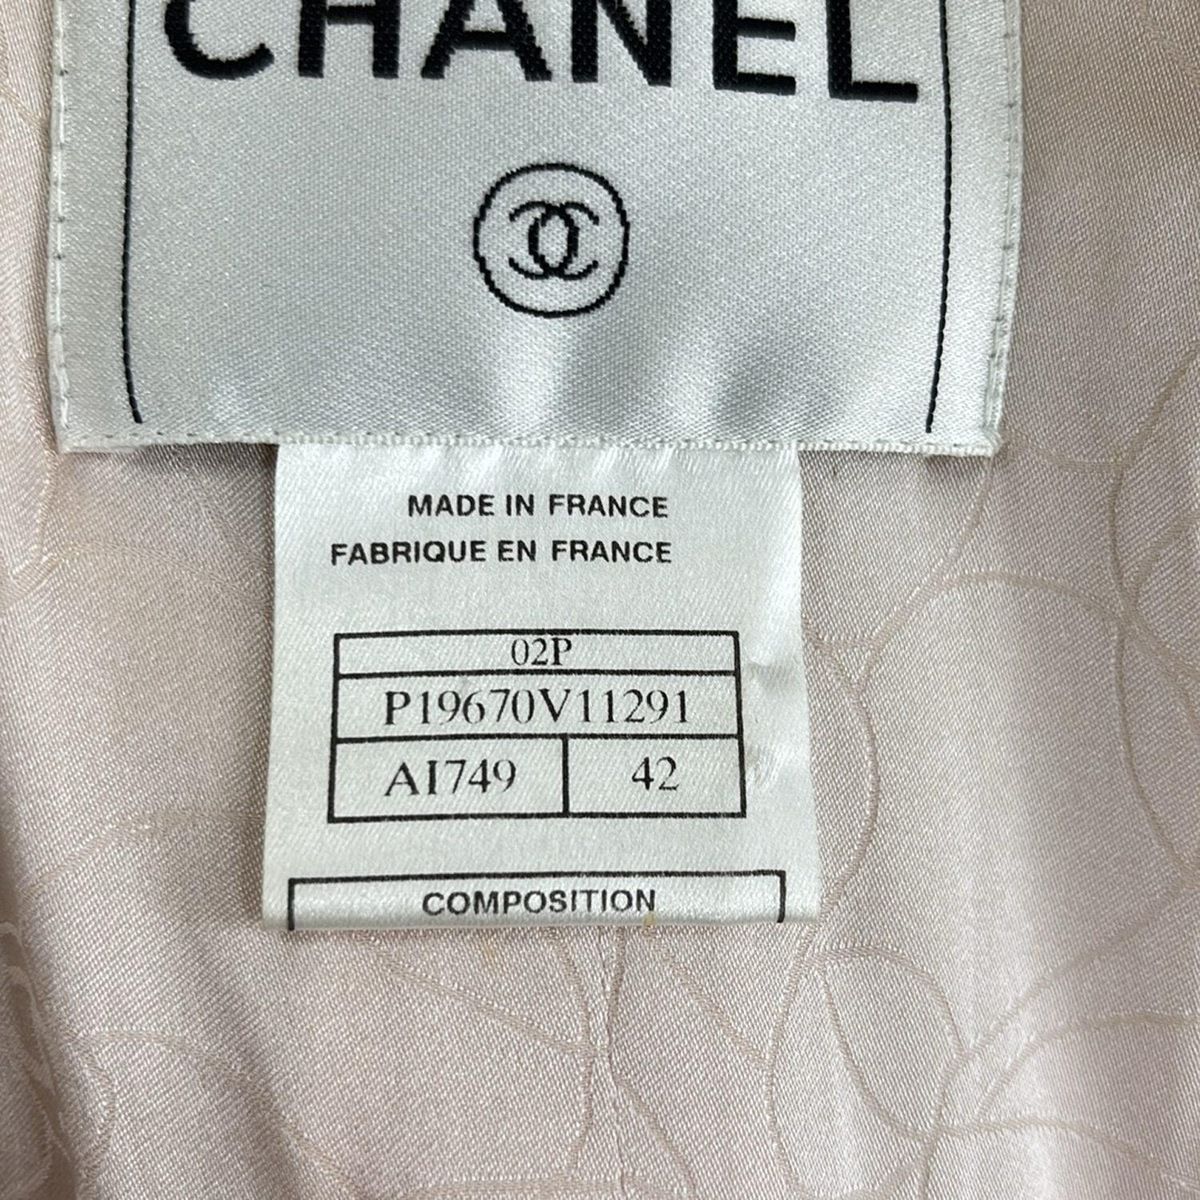 CHANEL
MADE IN FRANCE
FABRIQUE EN FRANCE
02P
P19670V11291
AI749 42
COMPOSITION